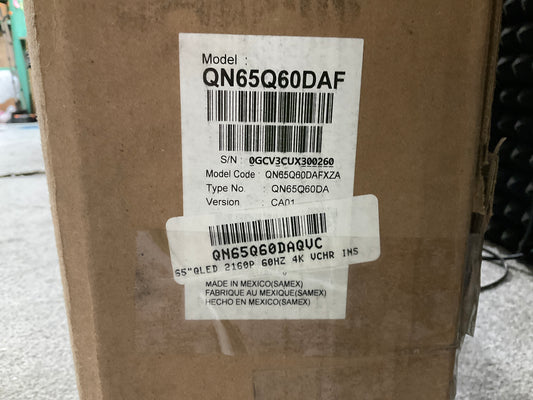 Model :
QN65Q60DAF
S/N : 0GCV3CUX300260
Model Code : QN65Q60DAFXZA
Type No : QN65Q60DA
Version : CA01
QN65Q60DAQVC
65"QLED 2160P 60HZ 4K VCHR INS
MADE IN MEXICO(SAMEX)
FABRIQUE AU MEXIQUE(SAMEX)
HECHO EN MEXICO(SAMEX)